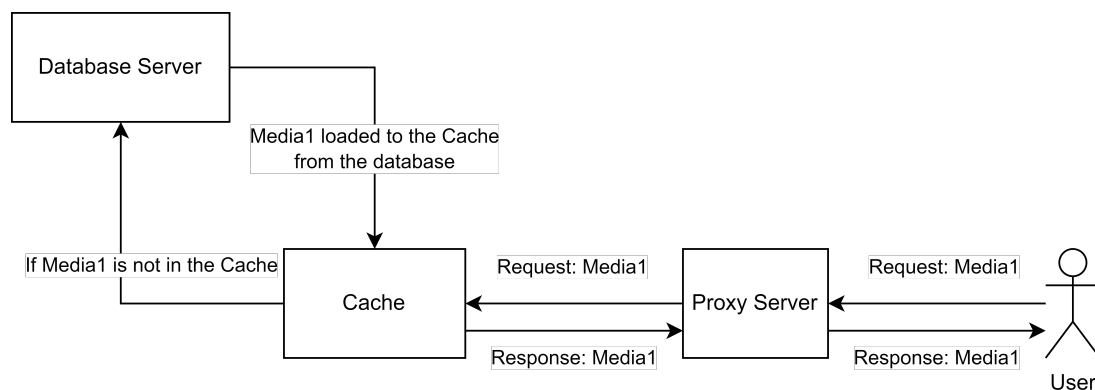 Database Server
Media1 loaded to the Cache
from the database
If Media1 is not in the Cache
Cache
Request: Media1
Response: Media1
Proxy Server
Request: Media1
Response: Media1
User